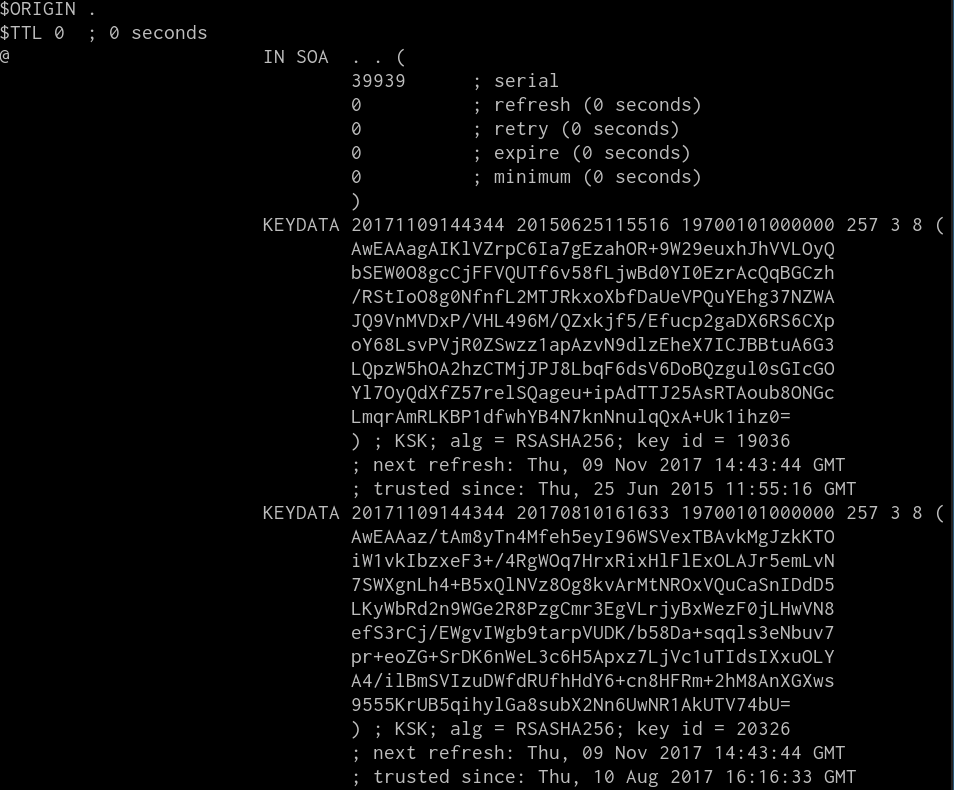 $ORIGIN .
$TTL 0  ; 0 seconds
@                       IN SOA  . . (
                                39939      ; serial
                                0          ; refresh (0 seconds)
                                0          ; retry (0 seconds)
                                0          ; expire (0 seconds)
                                0          ; minimum (0 seconds)
                                )
                        KEYDATA 20171109144344 20150625115516 19700101000000 257 3 8 (
                                AwEAAagAIKlVZrpC6Ia7gEzahOR+9W29euxhJhVVLOyQ
                                bSEW0O8gcCjFFVQUTf6v58fLjwBd0YI0EzrAcQqBGCzh
                                /RStIoO8g0NfnfL2MTJRkxoXbfDaUeVPQuYEhg37NZWA
                                JQ9VnMVDxP/VHL496M/QZxkjf5/Efucp2gaDX6RS6CXp
                                oY68LsvPVjR0ZSwzz1apAzvN9dlzEheX7ICJBBtuA6G3
                                LQpzW5hOA2hzCTMjJPJ8LbqF6dsV6DoBQzgul0sGIcGO
                                Yl7OyQdXfZ57relSQageu+ipAdTTJ25AsRTAoub8ONGc
                                LmqrAmRLKBP1dfwhYB4N7knNnulqQxA+Uk1ihz0=
                                ) ; KSK; alg = RSASHA256; key id = 19036
                                ; next refresh: Thu, 09 Nov 2017 14:43:44 GMT
                                ; trusted since: Thu, 25 Jun 2015 11:55:16 GMT
                        KEYDATA 20171109144344 20170810161633 19700101000000 257 3 8 (
                                AwEAAaz/tAm8yTn4Mfeh5eyI96WSVexTBAvkMgJzkKTO
                                iW1vkIbzxeF3+/4RgWOq7HrxRixHlFlExOLAJr5emLvN
                                7SWXgnLh4+B5xQlNVz8Og8kvArMtNROxVQuCaSnIDdD5
                                LKyWbRd2n9WGe2R8PzgCmr3EgVLrjyBxWezF0jLHwVN8
                                efS3rCj/EWgvIWgb9tarpVUDK/b58Da+sqqls3eNbuv7
                                pr+eoZG+SrDK6nWeL3c6H5Apxz7LjVc1uTIdsIXxuOLY
                                A4/ilBmSVIzuDWfdRUfhHdY6+cn8HFRm+2hM8AnXGXws
                                9555KrUB5qihylGa8subX2Nn6UwNR1AkUTV74bU=
                                ) ; KSK; alg = RSASHA256; key id = 20326
                                ; next refresh: Thu, 09 Nov 2017 14:43:44 GMT
                                ; trusted since: Thu, 10 Aug 2017 16:16:33 GMT